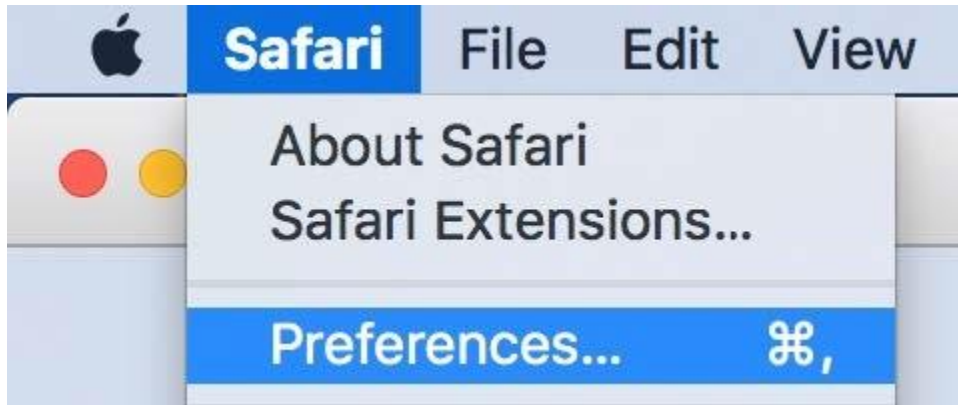 Safari File Edit View
About Safari
Safari Extensions...
Preferences... ⌘,